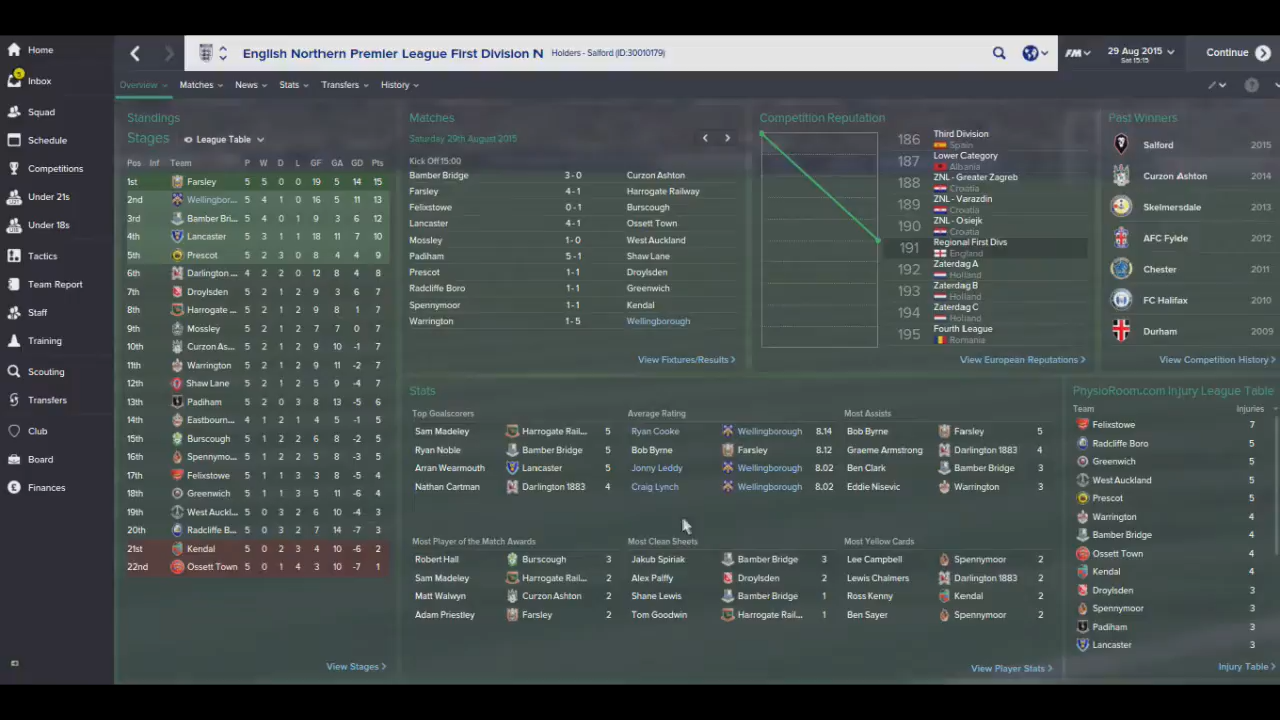 English Northern Premier League First Division N Holders - Salford (ID:30010179)
FM 29 Aug 2015 Continue
Sat 15:15
Home
Inbox
Squad
Schedule
Competitions
Under 21s
Under 18s
Tactics
Team Report
Staff
Training
Scouting
Transfers
Club
Board
Finances
Overview Matches News Stats Transfers History
Standings
Stages League Table
Pos Inf Team P W D L GF GA GD Pts
1st Farsley 5 5 0 0 19 5 14 15
2nd Wellingbor... 5 4 1 0 16 5 11 13
3rd Bamber Bri... 5 4 0 1 9 3 6 12
4th Lancaster 5 3 1 1 18 11 7 10
5th Prescot 5 2 3 0 8 4 4 9
6th Darlington ... 4 2 2 0 12 8 4 8
7th Droylsden 5 2 1 2 9 3 6 7
8th Harrogate ... 5 2 1 2 9 8 1 7
9th Mossley 5 2 1 2 7 7 0 7
10th Curzon As... 5 2 1 2 9 10 -1 7
11th Warrington 5 2 1 2 9 11 -2 7
12th Shaw Lane 5 2 1 2 5 9 -4 7
13th Padiham 5 2 0 3 8 13 -5 6
14th Eastbourn... 4 1 2 1 4 5 -1 5
15th Burscough 5 1 2 2 6 8 -2 5
16th Spennymo... 5 1 2 2 5 8 -3 5
17th Felixstowe 5 1 1 3 3 8 -5 4
18th Greenwich 5 1 1 3 5 11 -6 4
19th West Auckl... 5 0 3 2 6 10 -4 3
20th Radcliffe B... 5 0 3 2 7 14 -7 3
21st Kendal 5 0 2 3 4 10 -6 2
22nd Ossett Town 5 0 1 4 3 10 -7 1
View Stages >
Matches
Saturday 29th August 2015
Kick Off 15:00
Bamber Bridge 3 - 0 Curzon Ashton
Farsley 4 - 1 Harrogate Railway
Felixstowe 0 - 1 Burscough
Lancaster 4 - 1 Ossett Town
Mossley 1 - 0 West Auckland
Padiham 5 - 1 Shaw Lane
Prescot 1 - 1 Droylsden
Radcliffe Boro 1 - 1 Greenwich
Spennymoor 1 - 1 Kendal
Warrington 1 - 5 Wellingborough
View Fixtures/Results >
Competition Reputation
186 Third Division
Spain
187 Lower Category
Albania
188 ZNL - Greater Zagreb
Croatia
189 ZNL - Varazdin
Croatia
190 ZNL - Osijek
Croatia
191 Regional First Divs
England
192 Zaterdag A
Holland
193 Zaterdag B
Holland
194 Zaterdag C
Holland
195 Fourth League
Romania
View European Reputations >
Past Winners
Salford 2015
Curzon Ashton 2014
Skelmersdale 2013
AFC Fylde 2012
Chester 2011
FC Halifax 2010
Durham 2009
View Competition History >
Stats
Top Goalscorers
Sam Madeley Harrogate Rail... 5
Ryan Noble Bamber Bridge 5
Arran Wearmouth Lancaster 5
Nathan Cartman Darlington 1883 4
Average Rating
Ryan Cooke Wellingborough 8.14
Bob Byrne Farsley 8.12
Jonny Leddy Wellingborough 8.02
Craig Lynch Wellingborough 8.02
Most Assists
Bob Byrne Farsley 5
Graeme Armstrong Darlington 1883 4
Ben Clark Bamber Bridge 3
Eddie Nisevic Warrington 3
Most Player of the Match Awards
Robert Hall Burscough 3
Sam Madeley Harrogate Rail... 2
Matt Walwyn Curzon Ashton 2
Adam Priestley Farsley 2
Most Clean Sheets
Jakub Spiriak Bamber Bridge 3
Alex Palffy Droylsden 2
Shane Lewis Bamber Bridge 1
Tom Goodwin Harrogate Rail... 1
Most Yellow Cards
Lee Campbell Spennymoor 2
Lewis Chalmers Darlington 1883 2
Ross Kenny Kendal 2
Ben Sayer Spennymoor 2
View Player Stats >
PhysioRoom.com Injury League Table
Team Injuries
Felixstowe 7
Radcliffe Boro 5
Greenwich 5
West Auckland 5
Prescot 5
Warrington 4
Bamber Bridge 4
Ossett Town 4
Kendal 4
Droylsden 3
Spennymoor 3
Padiham 3
Lancaster 3
Injury Table >